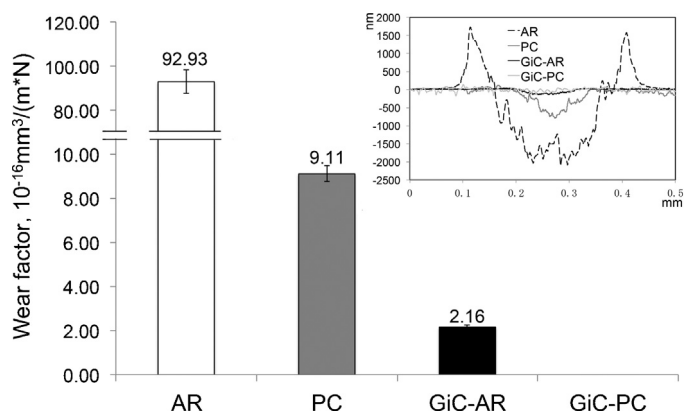 Wear factor, 10⁻¹⁶mm³/(m*N)
120.00
100.00
80.00
10.00
8.00
6.00
4.00
2.00
0.00
92.93
9.11
2.16
AR
PC
GiC-AR
GiC-PC
nm
2000
1500
1000
500
0
-500
-1000
-1500
-2000
-2500
0
0.1
0.2
0.3
0.4
0.5
mm
AR
PC
GiC-AR
GiC-PC